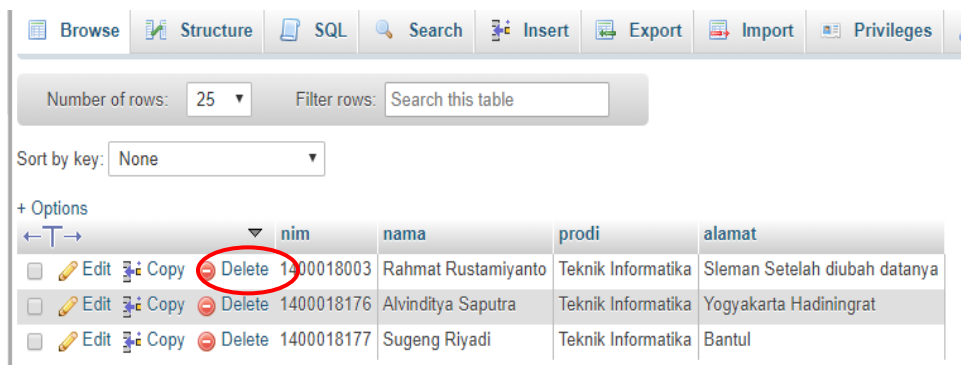 Browse Structure SQL Search Insert Export Import Privileges
Number of rows: 25 Filter rows: Search this table
Sort by key: None
+ Options
←T→ nim nama prodi alamat
Edit Copy Delete 1400018003 Rahmat Rustamiyanto Teknik Informatika Sleman Setelah diubah datanya
Edit Copy Delete 1400018176 Alvinditya Saputra Teknik Informatika Yogyakarta Hadiningrat
Edit Copy Delete 1400018177 Sugeng Riyadi Teknik Informatika Bantul